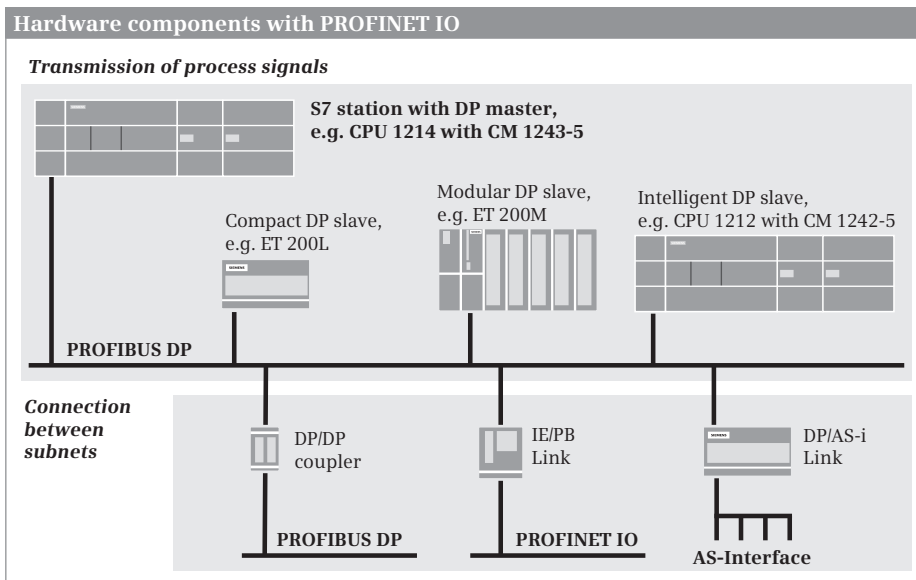 Hardware components with PROFINET IO
Transmission of process signals
S7 station with DP master,
e.g. CPU 1214 with CM 1243-5
Compact DP slave,
e.g. ET 200L
Modular DP slave,
e.g. ET 200M
Intelligent DP slave,
e.g. CPU 1212 with CM 1242-5
SIEMENS
PROFIBUS DP
Connection
between
subnets
DP/DP
coupler
IE/PB
Link
SIEMENS
DP/AS-i
Link
PROFIBUS DP
PROFINET IO
AS-Interface